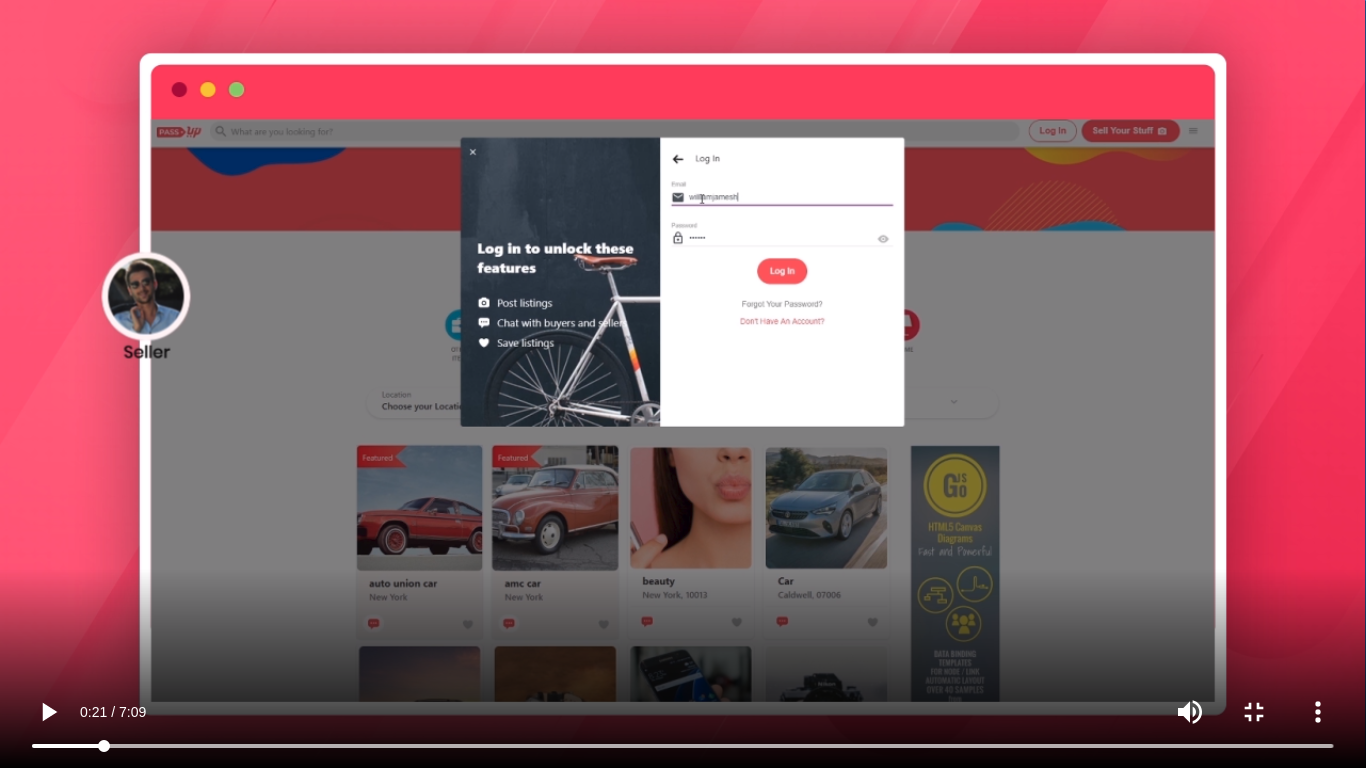 PASS UP
What are you looking for?
Log In
Sell Your Stuff
Log in to unlock these
features
Post listings
Chat with buyers and sellers
Save listings
Log In
Email
williamjamesh
Password
Log In
Forgot Your Password?
Don't Have An Account?
Seller
Location
Choose your Locatio
Featured
auto union car
New York
Featured
amc car
New York
beauty
New York, 10013
Car
Caldwell, 07006
GoJS
HTML5 Canvas
Diagrams
Fast and Powerful
DATA BINDING
TEMPLATES
FOR NODE / LINK
AUTOMATIC LAYOUT
OVER 40 SAMPLES
0:21 / 7:09